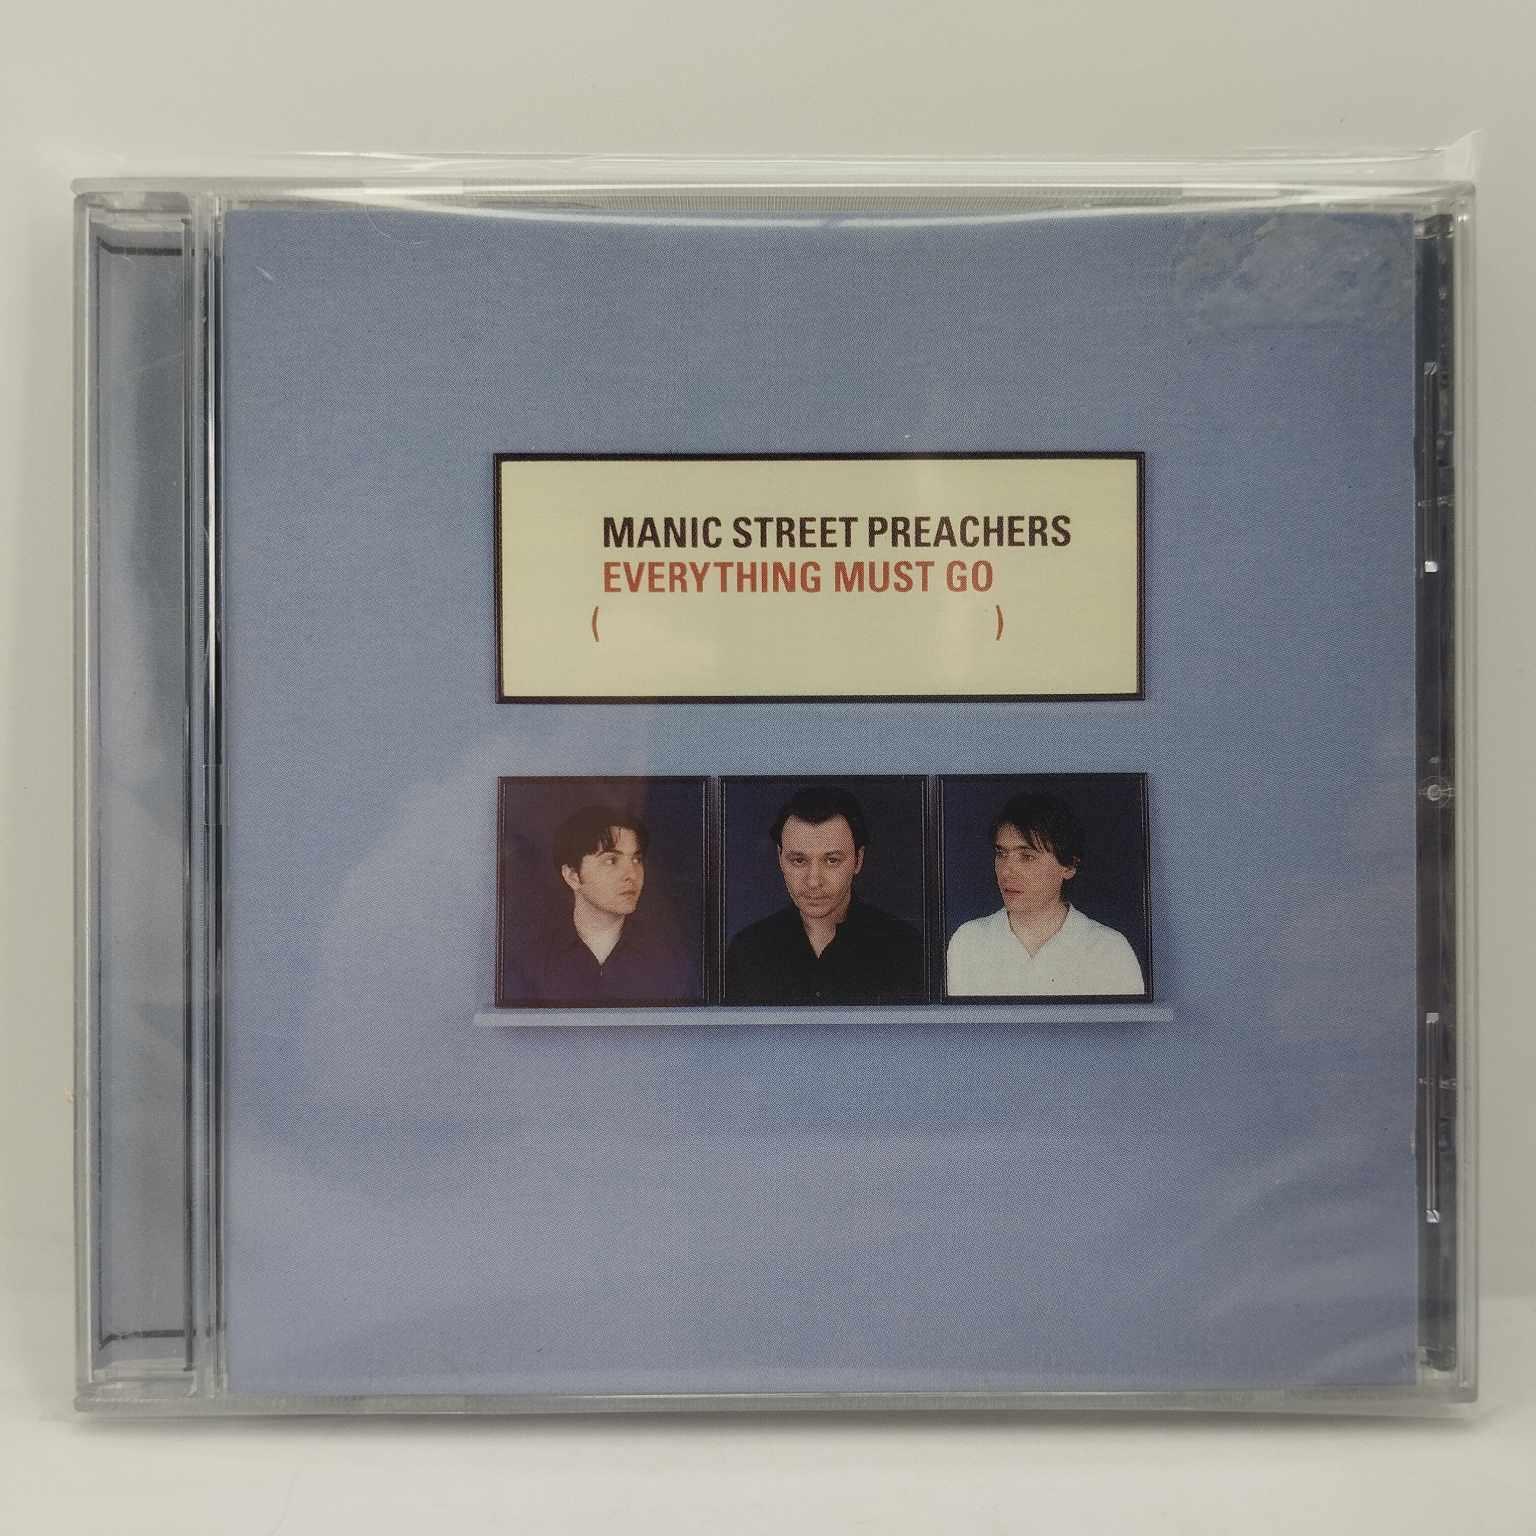 MANIC STREET PREACHERS
EVERYTHING MUST GO
( )